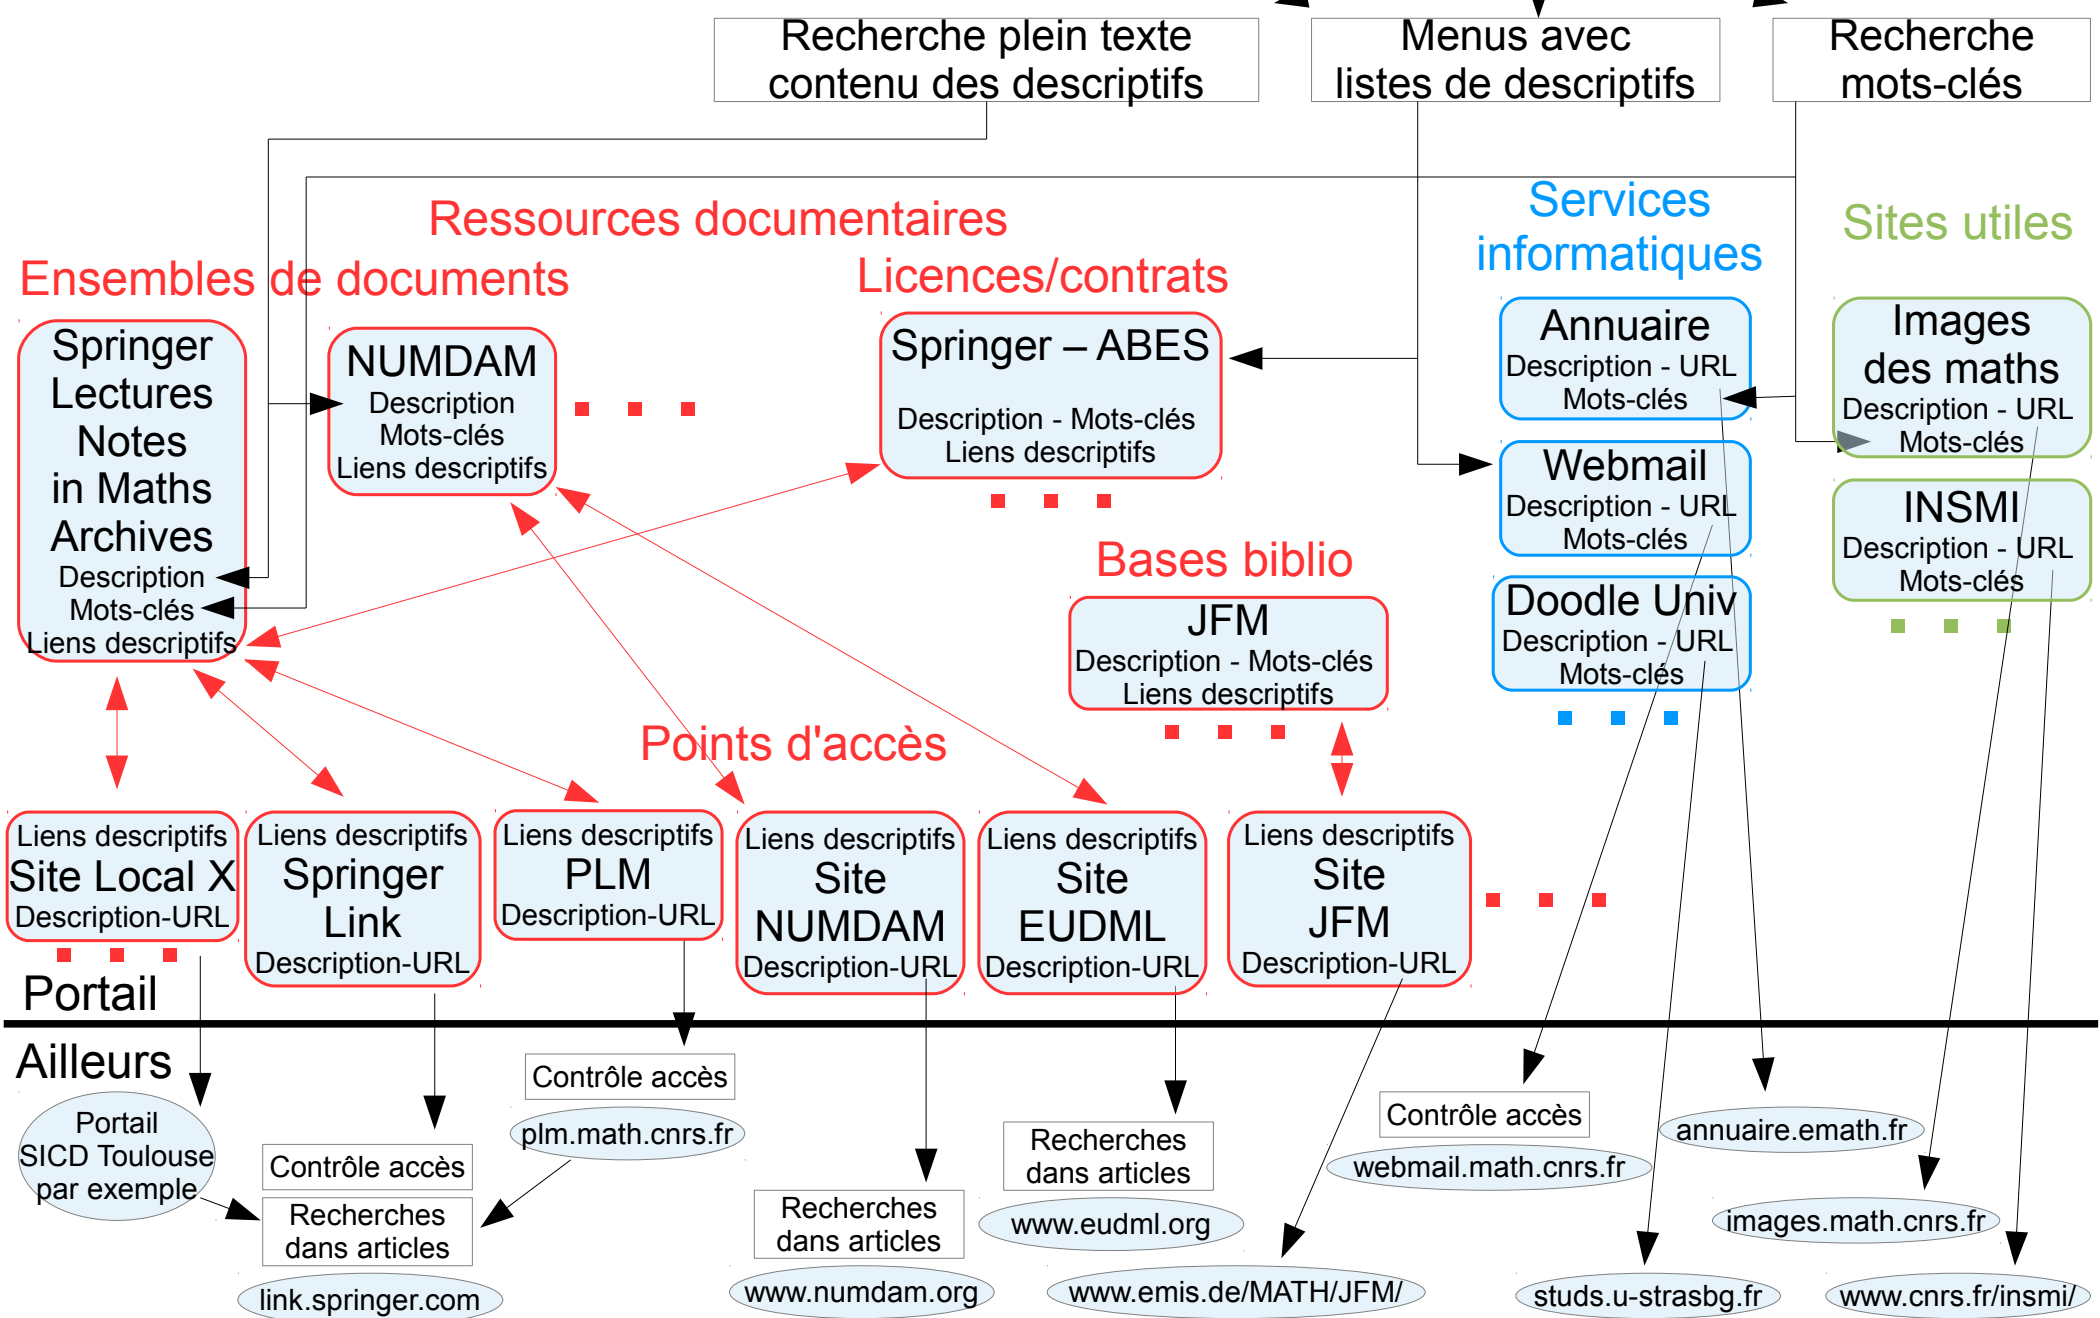 Recherche plein texte
contenu des descriptifs
Menus avec
listes de descriptifs
Recherche
mots-clés
Ressources documentaires
Services
informatiques
Sites utiles
Ensembles de documents
Licences/contrats
Springer
Lectures
Notes
in Maths
Archives
Description
Mots-clés
Liens descriptifs
NUMDAM
Description
Mots-clés
Liens descriptifs
Springer – ABES
Description - Mots-clés
Liens descriptifs
Annuaire
Description - URL
Mots-clés
Images
des maths
Description - URL
Mots-clés
Webmail
Description - URL
Mots-clés
INSMI
Description - URL
Mots-clés
Bases biblio
JFM
Description - Mots-clés
Liens descriptifs
Doodle Univ
Description - URL
Mots-clés
Points d'accès
Liens descriptifs
Site Local X
Description-URL
Liens descriptifs
Springer
Link
Description-URL
Liens descriptifs
PLM
Description-URL
Liens descriptifs
Site
NUMDAM
Description-URL
Liens descriptifs
Site
EUDML
Description-URL
Liens descriptifs
Site
JFM
Description-URL
Portail
Ailleurs
Portail
SICD Toulouse
par exemple
Contrôle accès
Recherches
dans articles
link.springer.com
Contrôle accès
plm.math.cnrs.fr
Recherches
dans articles
www.numdam.org
Recherches
dans articles
www.eudml.org
www.emis.de/MATH/JFM/
Contrôle accès
webmail.math.cnrs.fr
annuaire.emath.fr
images.math.cnrs.fr
studs.u-strasbg.fr
www.cnrs.fr/insmi/